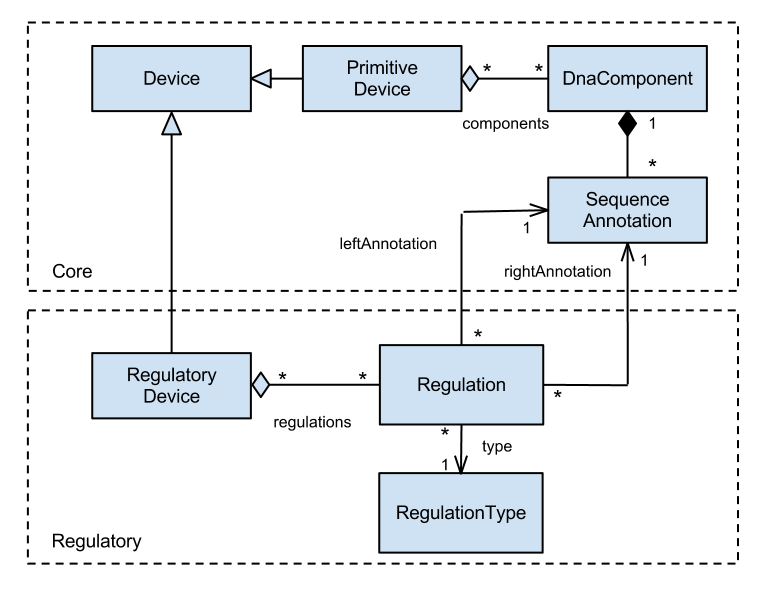 Device
Primitive
Device
*
*
DnaComponent
components
1
*
Sequence
Annotation
leftAnnotation
1
rightAnnotation
1
Core
*
Regulatory
Device
*
*
Regulation
*
regulations
*
type
1
RegulationType
Regulatory